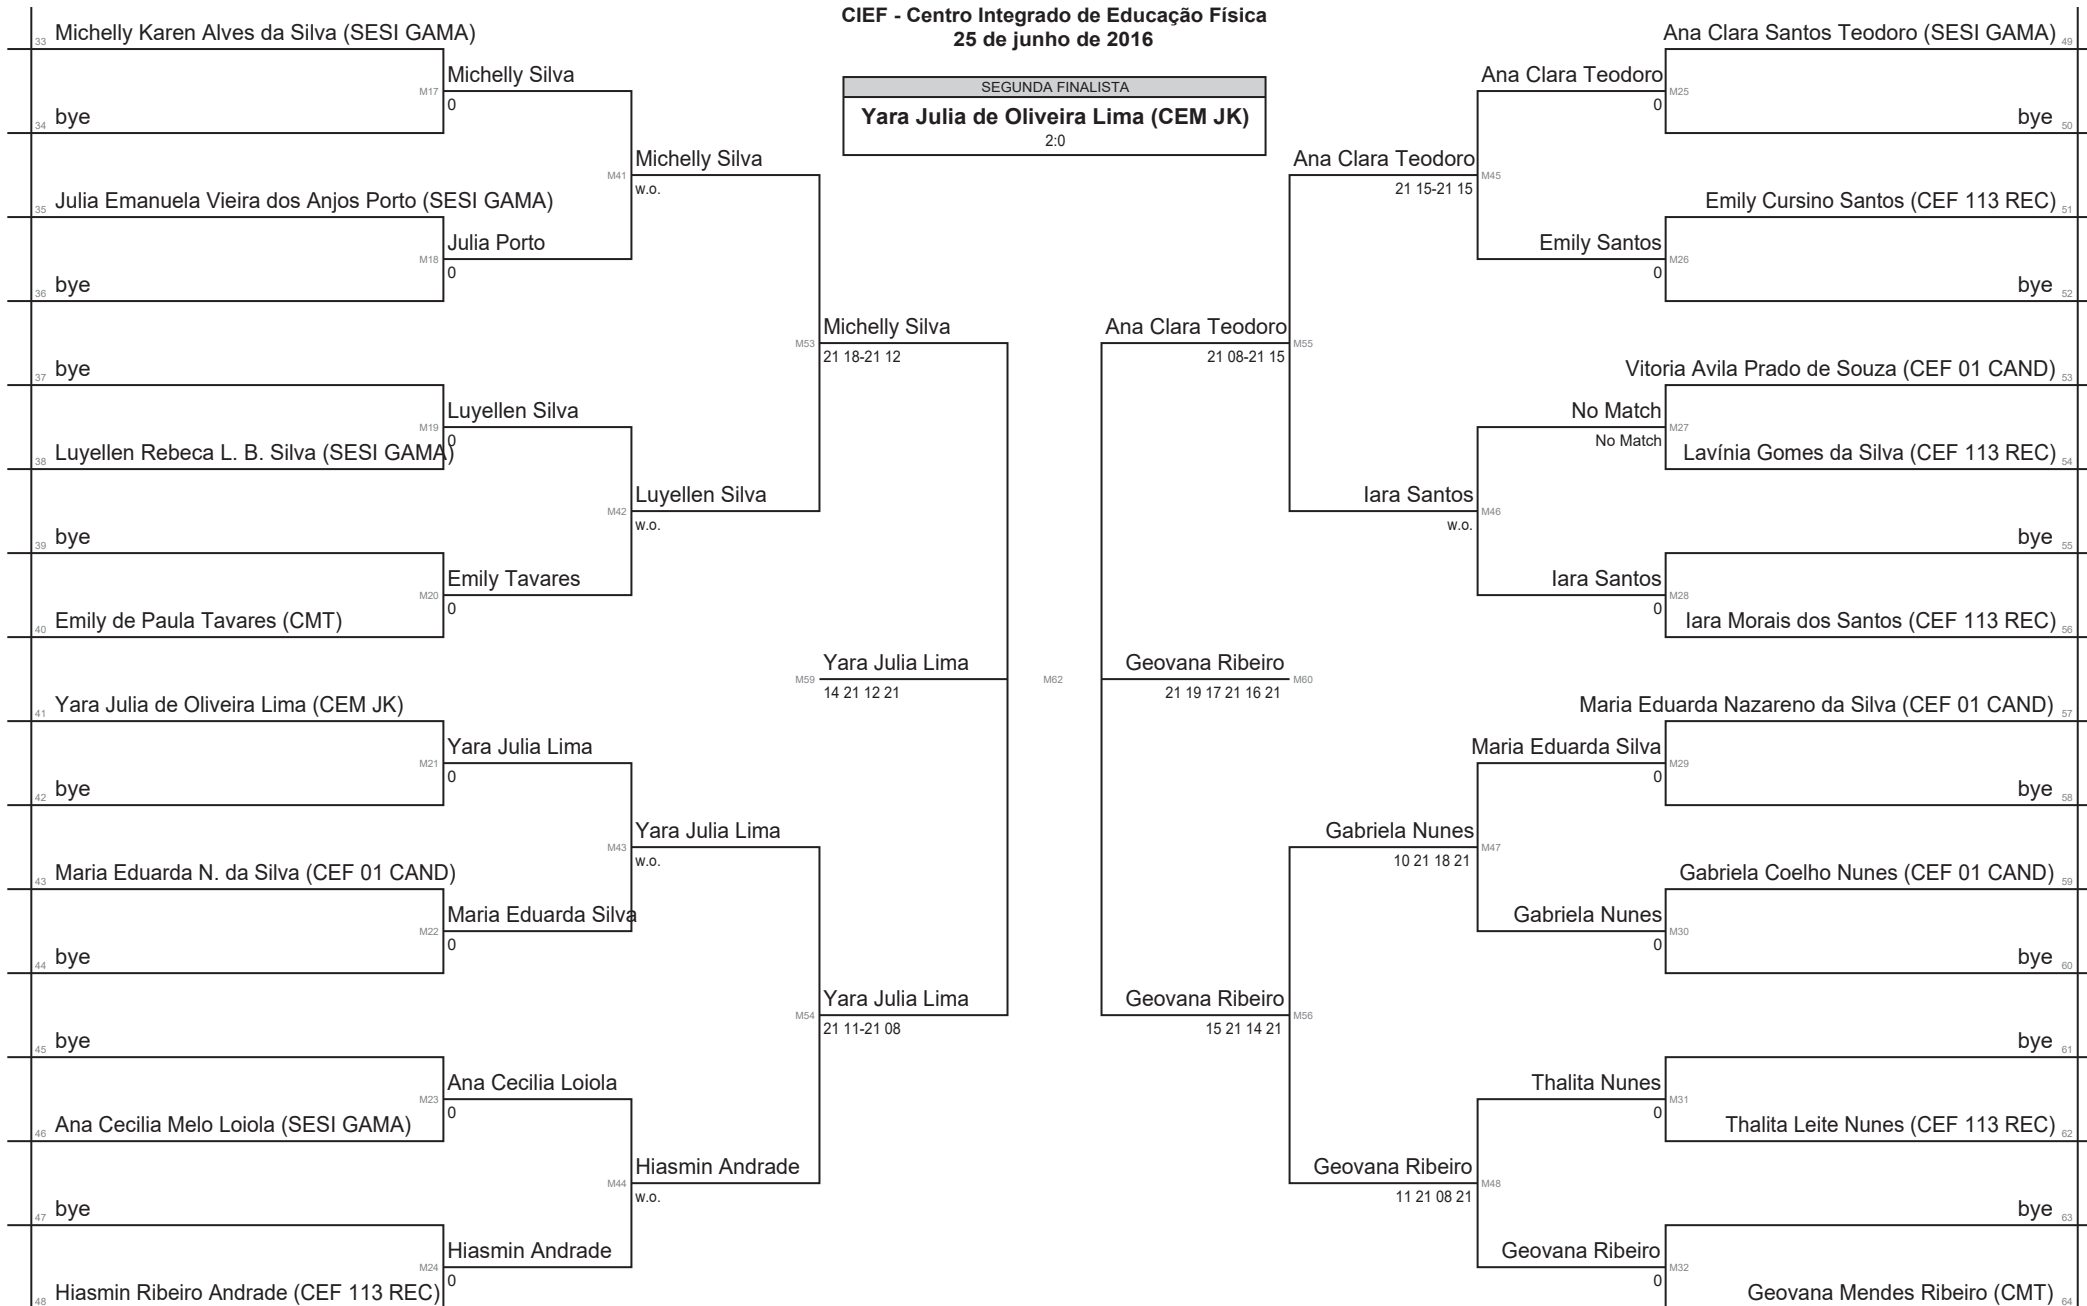 CIEF - Centro Integrado de Educação Física
25 de junho de 2016
SEGUNDA FINALISTA
Yara Julia de Oliveira Lima (CEM JK)
2:0
33 Michelly Karen Alves da Silva (SESI GAMA)
M17 Michelly Silva
0
34 bye
M41 Michelly Silva
w.o.
35 Julia Emanuela Vieira dos Anjos Porto (SESI GAMA)
M18 Julia Porto
0
36 bye
M53 Michelly Silva
21 18-21 12
37 bye
M19 Luyellen Silva
0
38 Luyellen Rebeca L. B. Silva (SESI GAMA)
M42 Luyellen Silva
w.o.
39 bye
M20 Emily Tavares
0
40 Emily de Paula Tavares (CMT)
M59 Yara Julia Lima
14 21 12 21
M62
41 Yara Julia de Oliveira Lima (CEM JK)
M21 Yara Julia Lima
0
42 bye
M43 Yara Julia Lima
w.o.
43 Maria Eduarda N. da Silva (CEF 01 CAND)
M22 Maria Eduarda Silva
0
44 bye
M54 Yara Julia Lima
21 11-21 08
45 bye
M23 Ana Cecilia Loiola
0
46 Ana Cecilia Melo Loiola (SESI GAMA)
M44 Hiasmin Andrade
w.o.
47 bye
M24 Hiasmin Andrade
0
48 Hiasmin Ribeiro Andrade (CEF 113 REC)
Ana Clara Santos Teodoro (SESI GAMA) 49
Ana Clara Teodoro M25
0
bye 50
Ana Clara Teodoro M45
21 15-21 15
Emily Cursino Santos (CEF 113 REC) 51
Emily Santos M26
0
bye 52
Ana Clara Teodoro M55
21 08-21 15
Vitoria Avila Prado de Souza (CEF 01 CAND) 53
No Match M27
No Match
Lavínia Gomes da Silva (CEF 113 REC) 54
Iara Santos M46
w.o.
bye 55
Iara Santos M28
0
Iara Morais dos Santos (CEF 113 REC) 56
Geovana Ribeiro M60
21 19 17 21 16 21
Maria Eduarda Nazareno da Silva (CEF 01 CAND) 57
Maria Eduarda Silva M29
0
bye 58
Gabriela Nunes M47
10 21 18 21
Gabriela Coelho Nunes (CEF 01 CAND) 59
Gabriela Nunes M30
0
bye 60
Geovana Ribeiro M56
15 21 14 21
bye 61
Thalita Nunes M31
0
Thalita Leite Nunes (CEF 113 REC) 62
Geovana Ribeiro M48
11 21 08 21
bye 63
Geovana Ribeiro M32
0
Geovana Mendes Ribeiro (CMT) 64